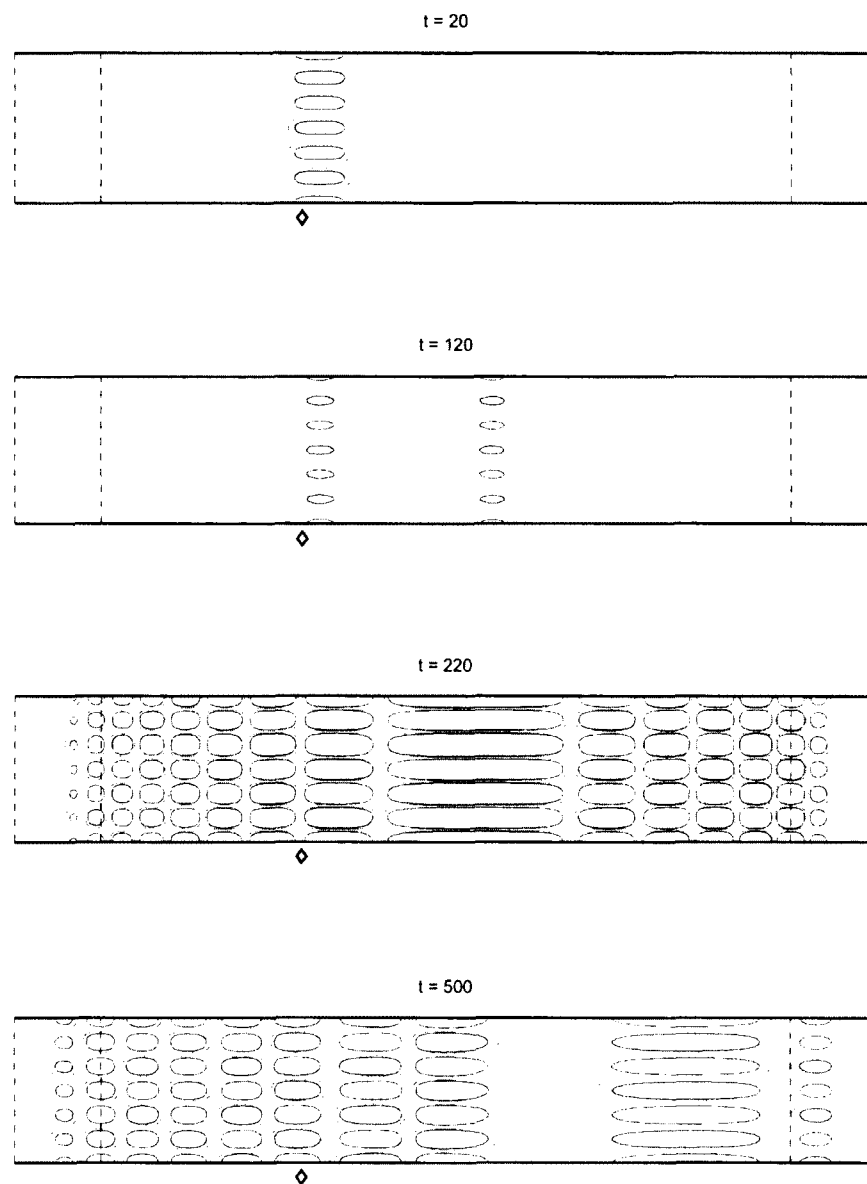 t = 20
t = 120
t = 220
t = 500